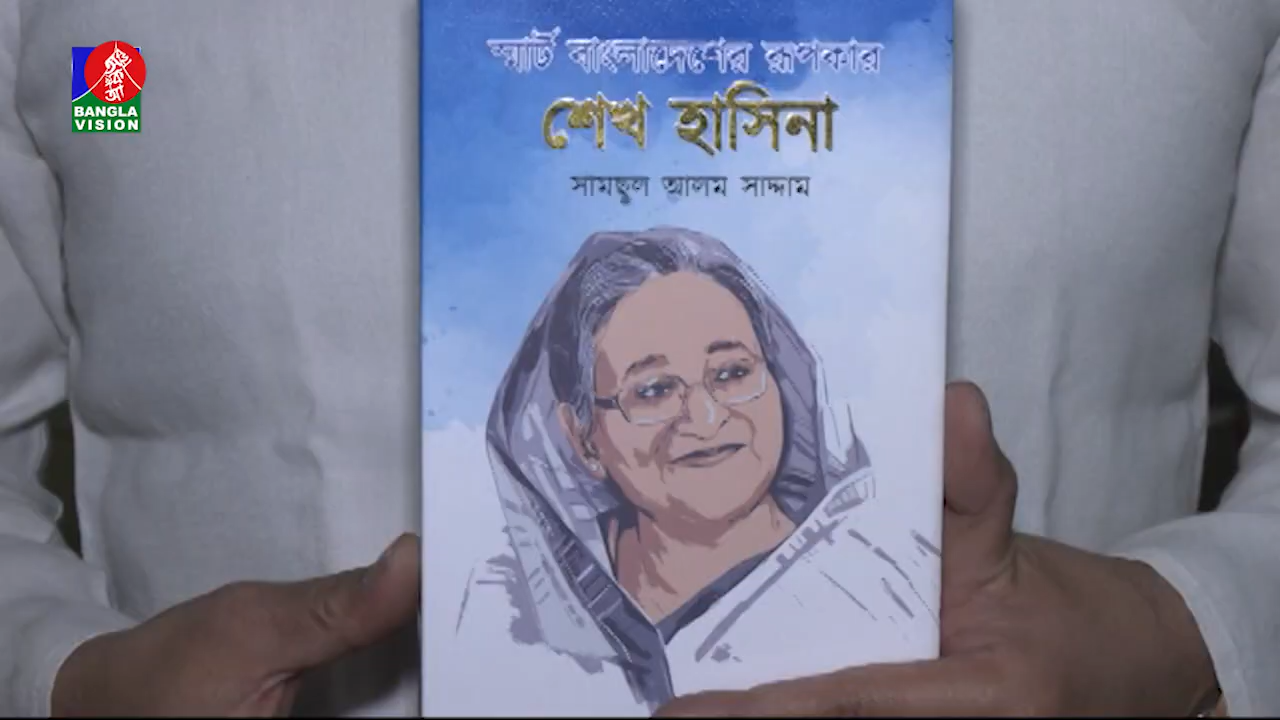 BANGLA
VISION
স্মার্ট বাংলাদেশের রূপকার
শেখ হাসিনা
সামছুল আলম সাদ্দাম